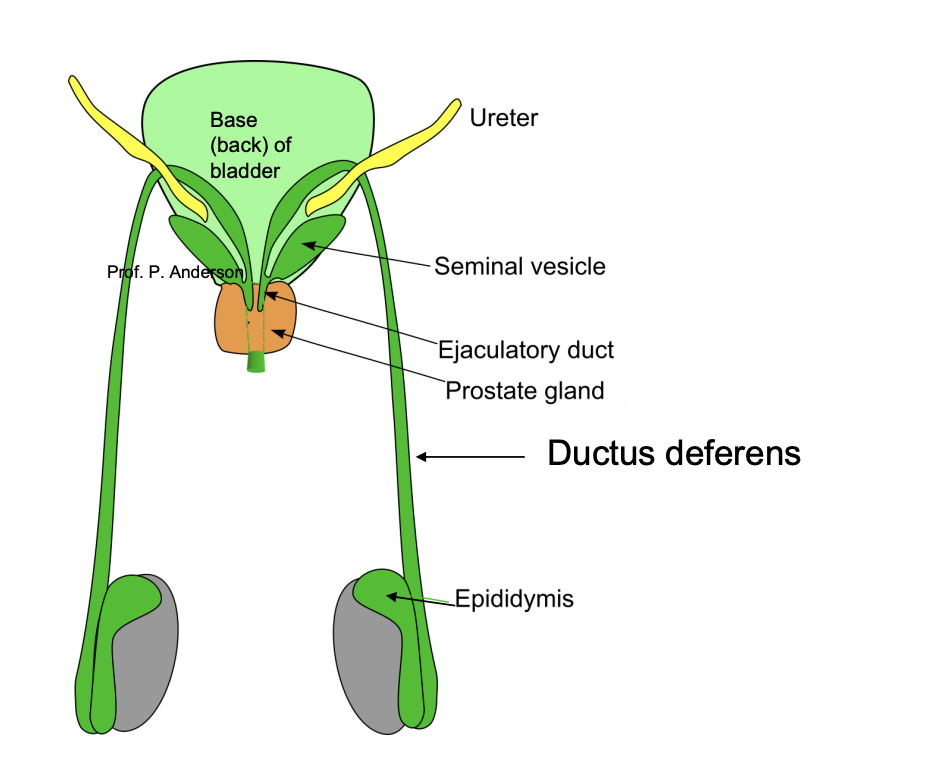 Ureter
Base
(back) of
bladder
Seminal vesicle
Prof. P. Anderson
Ejaculatory duct
Prostate gland
Ductus deferens
Epididymis